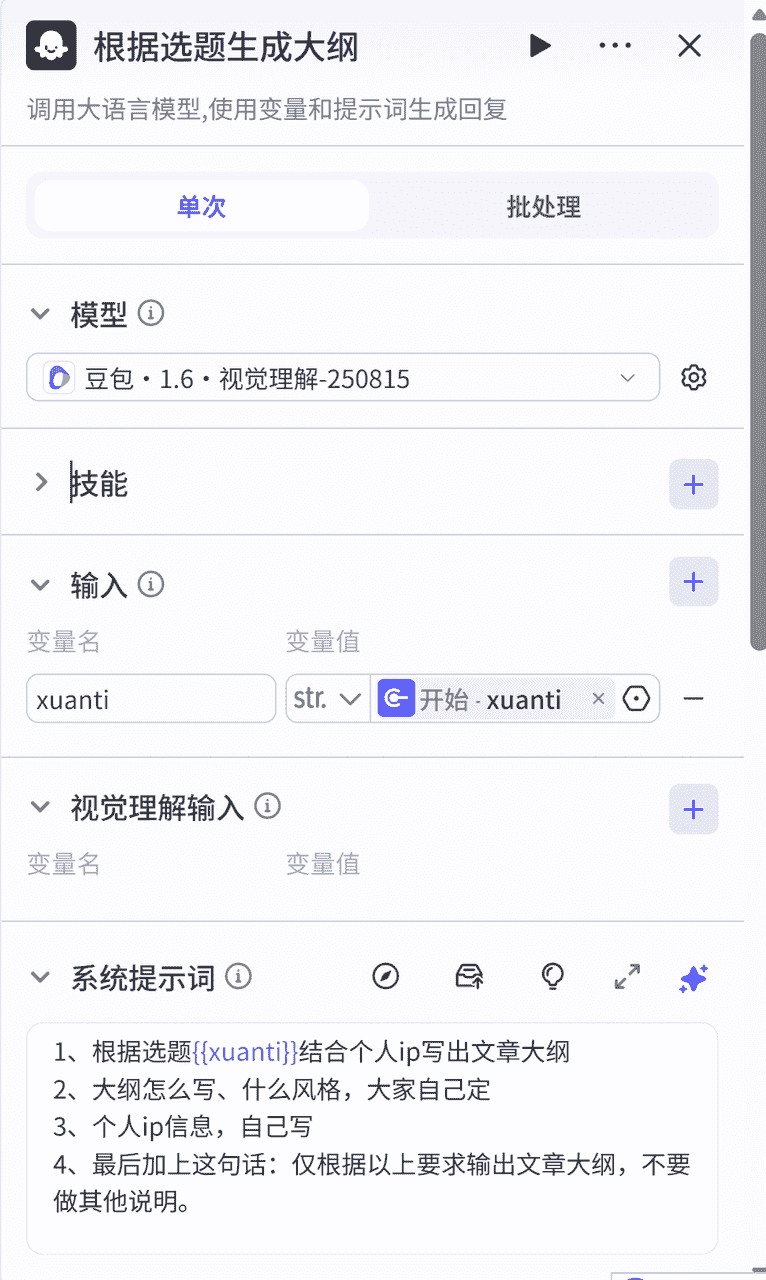 根据选题生成大纲
调用大语言模型,使用变量和提示词生成回复
单次 批处理
模型
豆包・1.6・视觉理解-250815
技能
输入
变量名 变量值
xuanti str. 开始 - xuanti
视觉理解输入
变量名 变量值
系统提示词
1、根据选题{{xuanti}}结合个人ip写出文章大纲
2、大纲怎么写、什么风格，大家自己定
3、个人ip信息，自己写
4、最后加上这句话：仅根据以上要求输出文章大纲，不要
做其他说明。